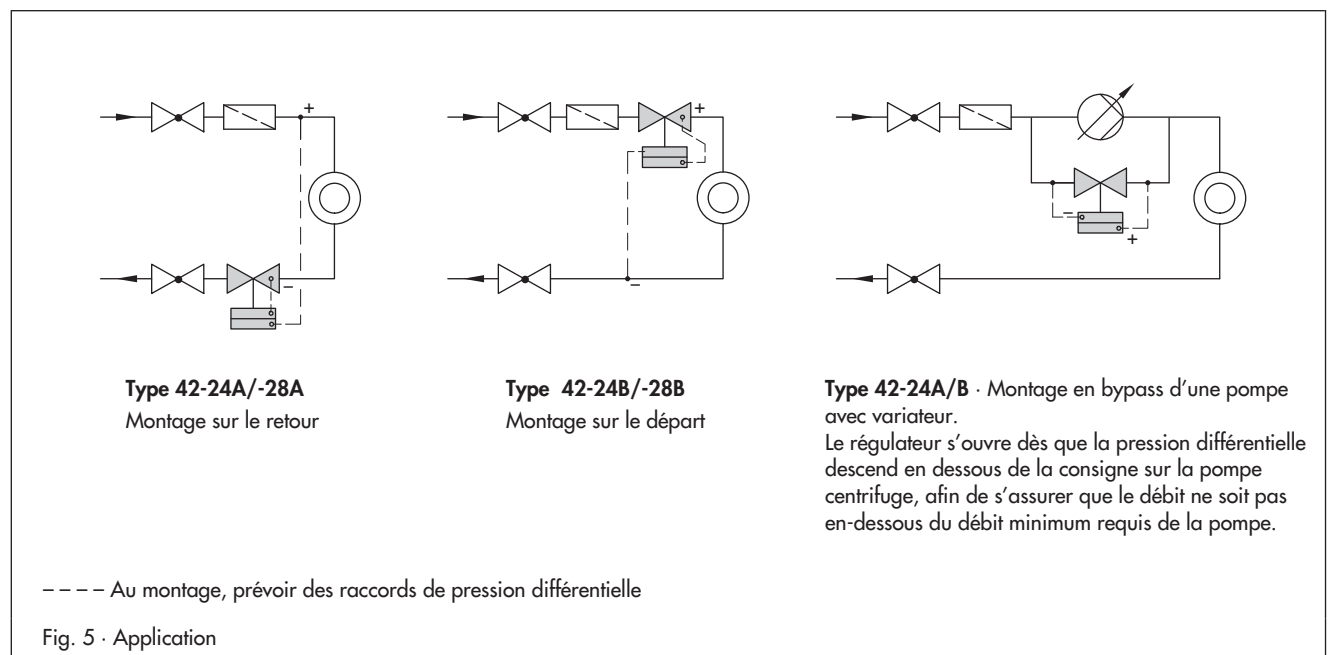 +
+
–
–
–
+
Type 42-24A/-28A
Montage sur le retour
Type 42-24B/-28B
Montage sur le départ
Type 42-24A/B · Montage en bypass d’une pompe
avec variateur.
Le régulateur s’ouvre dès que la pression différentielle
descend en dessous de la consigne sur la pompe
centrifuge, afin de s’assurer que le débit ne soit pas
en-dessous du débit minimum requis de la pompe.
– – – – Au montage, prévoir des raccords de pression différentielle
Fig. 5 · Application